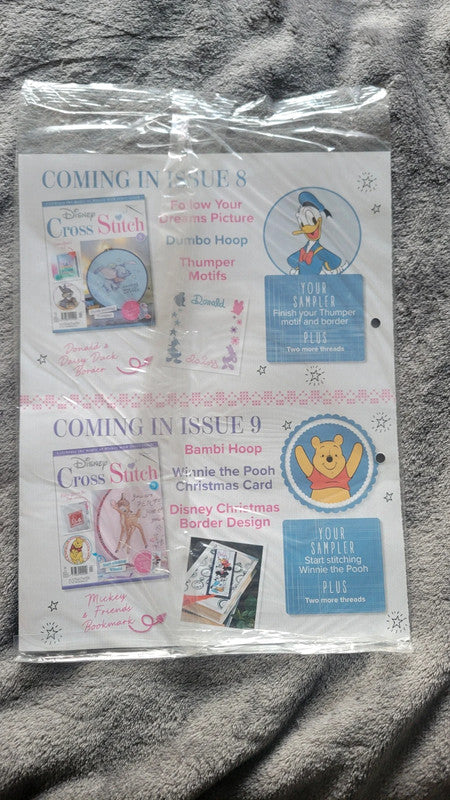 COMING IN ISSUE 8
Disney
Cross Stitch
Follow Your
Dreams Picture
Dumbo Hoop
Thumper
Motifs
Donald
Daisy
Donald &
Daisy Duck
Border
YOUR
SAMPLER
Finish your Thumper
motif and border
PLUS
Two more threads
COMING IN ISSUE 9
Disney
Cross Stitch
Bambi Hoop
Winnie the Pooh
Christmas Card
Disney Christmas
Border Design
Mickey
& Friends
Bookmark
YOUR
SAMPLER
Start stitching
Winnie the Pooh
PLUS
Two more threads